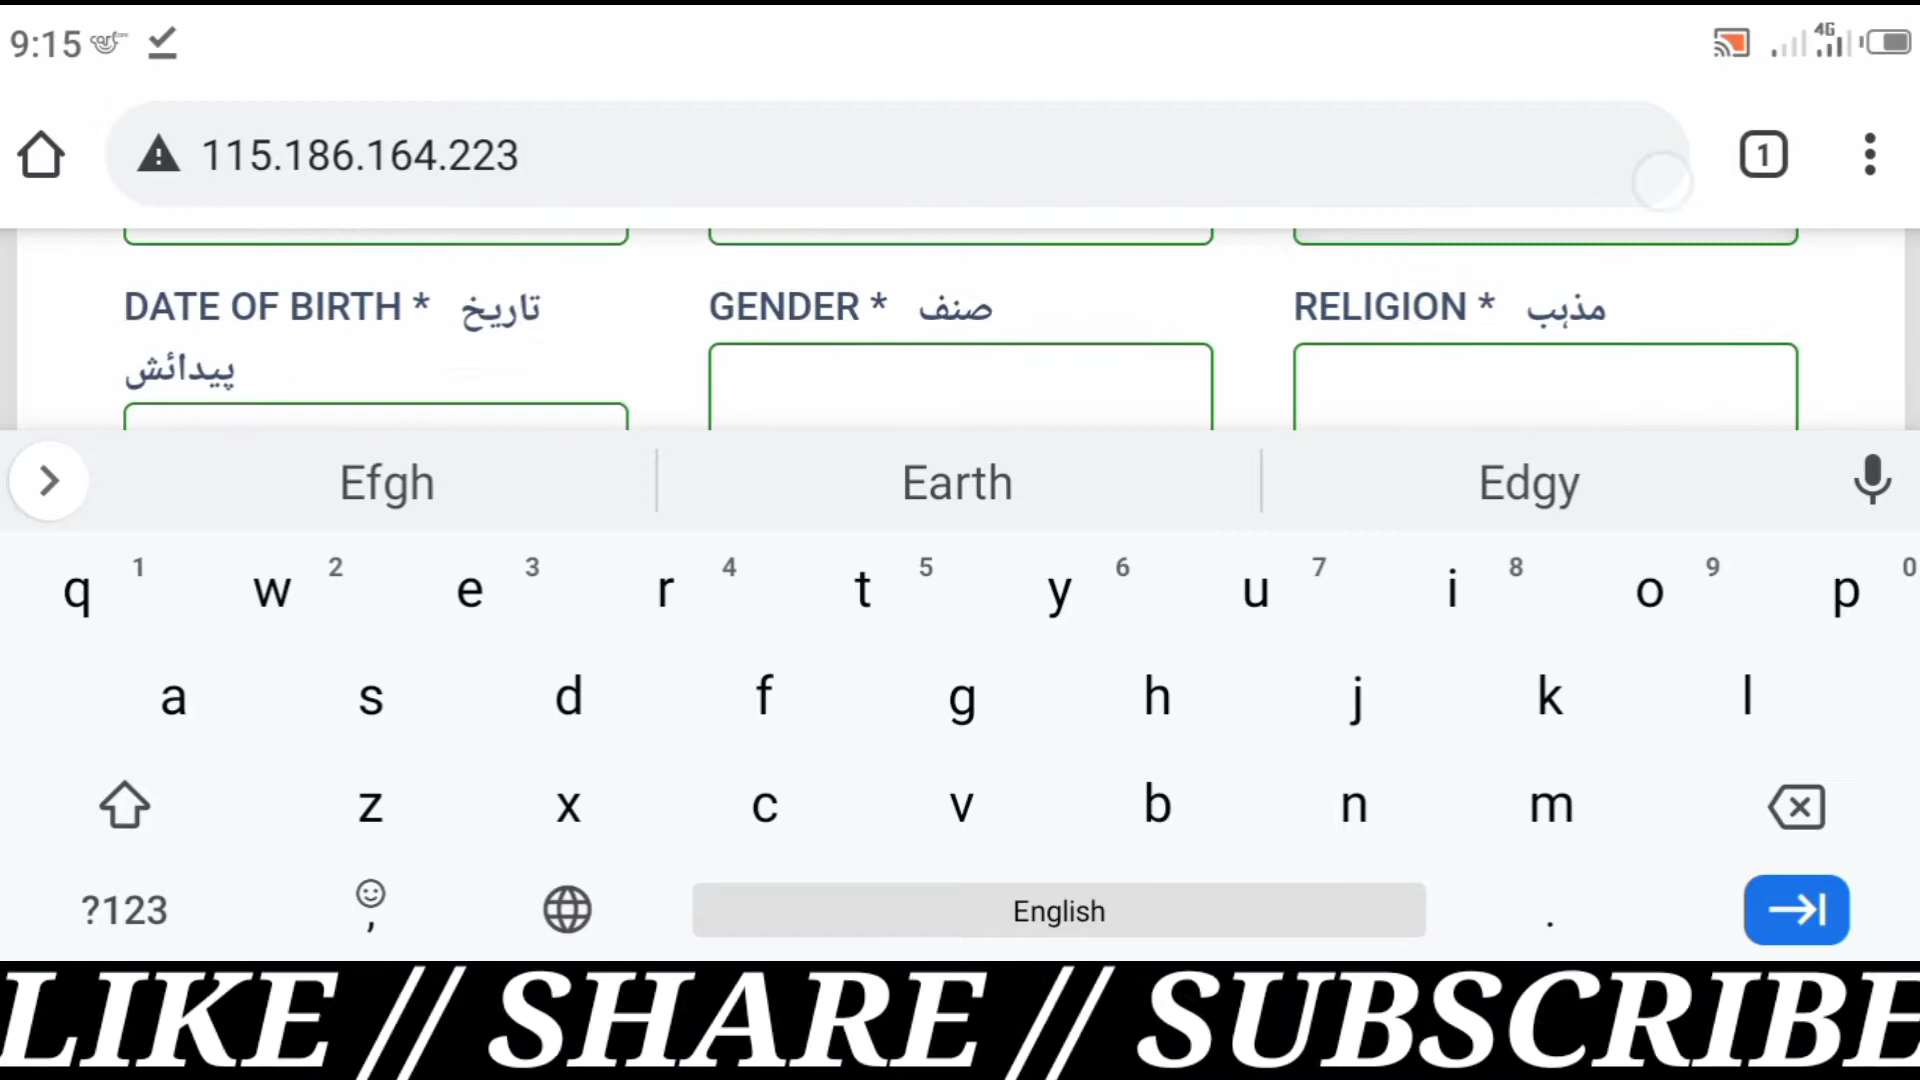 9:15
4G
115.186.164.223
1
DATE OF BIRTH * تاریخ پیدائش
GENDER * صنف
RELIGION * مذہب
Efgh Earth Edgy
q 1 w 2 e 3 r 4 t 5 y 6 u 7 i 8 o 9 p 0
a s d f g h j k l
z x c v b n m
?123 , English .
LIKE // SHARE // SUBSCRIBE